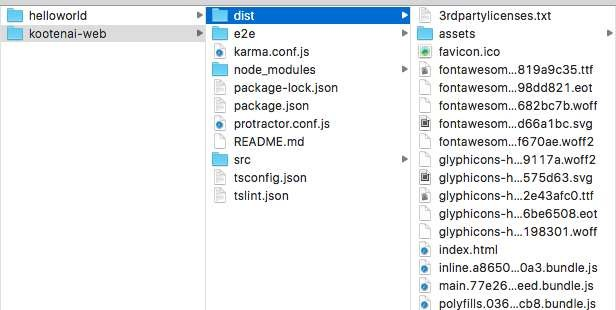 helloworld
kootenai-web
dist
e2e
karma.conf.js
node_modules
package-lock.json
package.json
protractor.conf.js
README.md
src
tsconfig.json
tslint.json
3rdpartylicenses.txt
assets
favicon.ico
fontawesom...819a9c35.ttf
fontawesom...98dd821.eot
fontawesom...682bc7b.woff
fontawesom...d66a1bc.svg
fontawesom...f670ae.woff2
glyphicons-h...9117a.woff2
glyphicons-h...575d63.svg
glyphicons-h...2e43afc0.ttf
glyphicons-h...6be6508.eot
glyphicons-h...198301.woff
index.html
inline.a8650...0a3.bundle.js
main.77e26...eed.bundle.js
polyfills.036...cb8.bundle.js